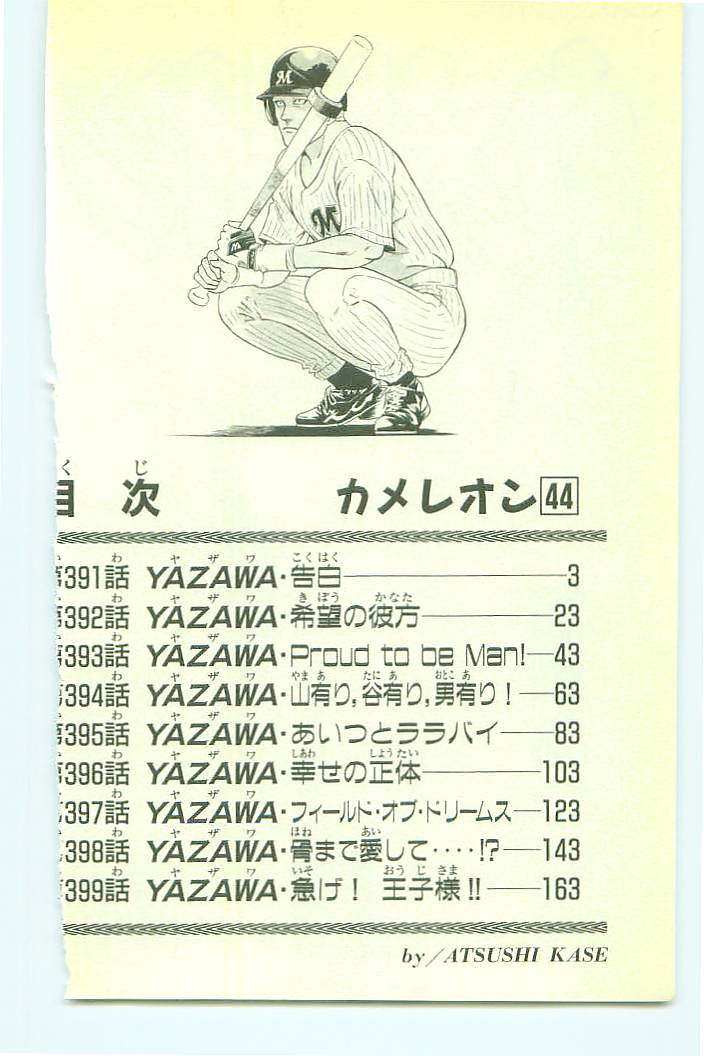 M
M
目次 カメレオン44
第391話 YAZAWA・告白――3
第392話 YAZAWA・希望の彼方――23
第393話 YAZAWA・Proud to be Man!―43
第394話 YAZAWA・山有り,谷有り,男有り!―63
第395話 YAZAWA・あいつとララバイ――83
第396話 YAZAWA・幸せの正体――103
第397話 YAZAWA・フィールド・オブ・ドリームス―123
第398話 YAZAWA・骨まで愛して‥‥!?―143
第399話 YAZAWA・急げ! 王子様!!―163
by/ATSUSHI KASE